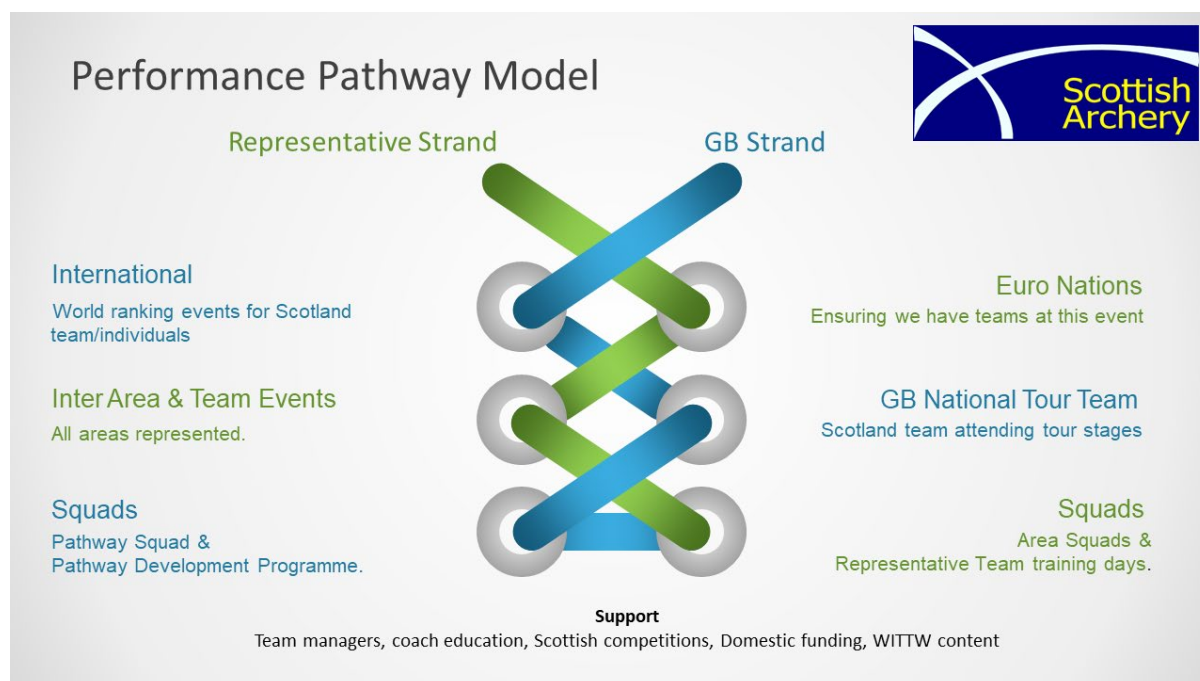 Performance Pathway Model
Scottish
Archery
Representative Strand
GB Strand
International
World ranking events for Scotland
team/individuals
Euro Nations
Ensuring we have teams at this event
Inter Area & Team Events
All areas represented.
GB National Tour Team
Scotland team attending tour stages
Squads
Pathway Squad &
Pathway Development Programme.
Squads
Area Squads &
Representative Team training days.
Support
Team managers, coach education, Scottish competitions, Domestic funding, WITTW content